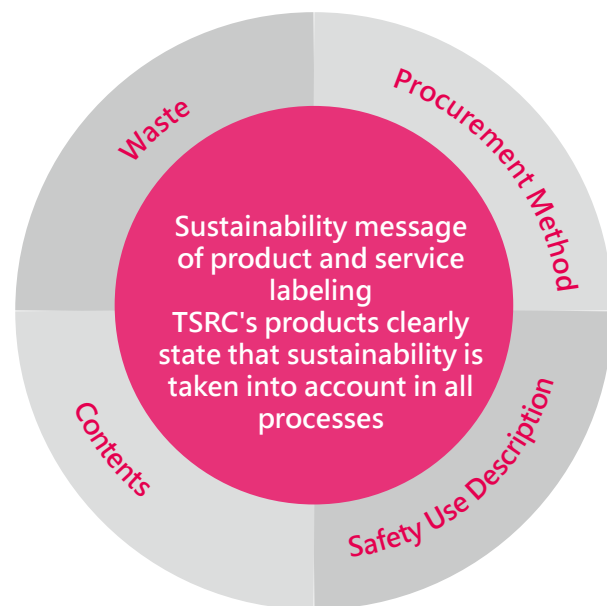 Waste
Procurement Method
Sustainability message
of product and service
labeling
TSRC's products clearly
state that sustainability is
taken into account in all
processes
Contents
Safety Use Description